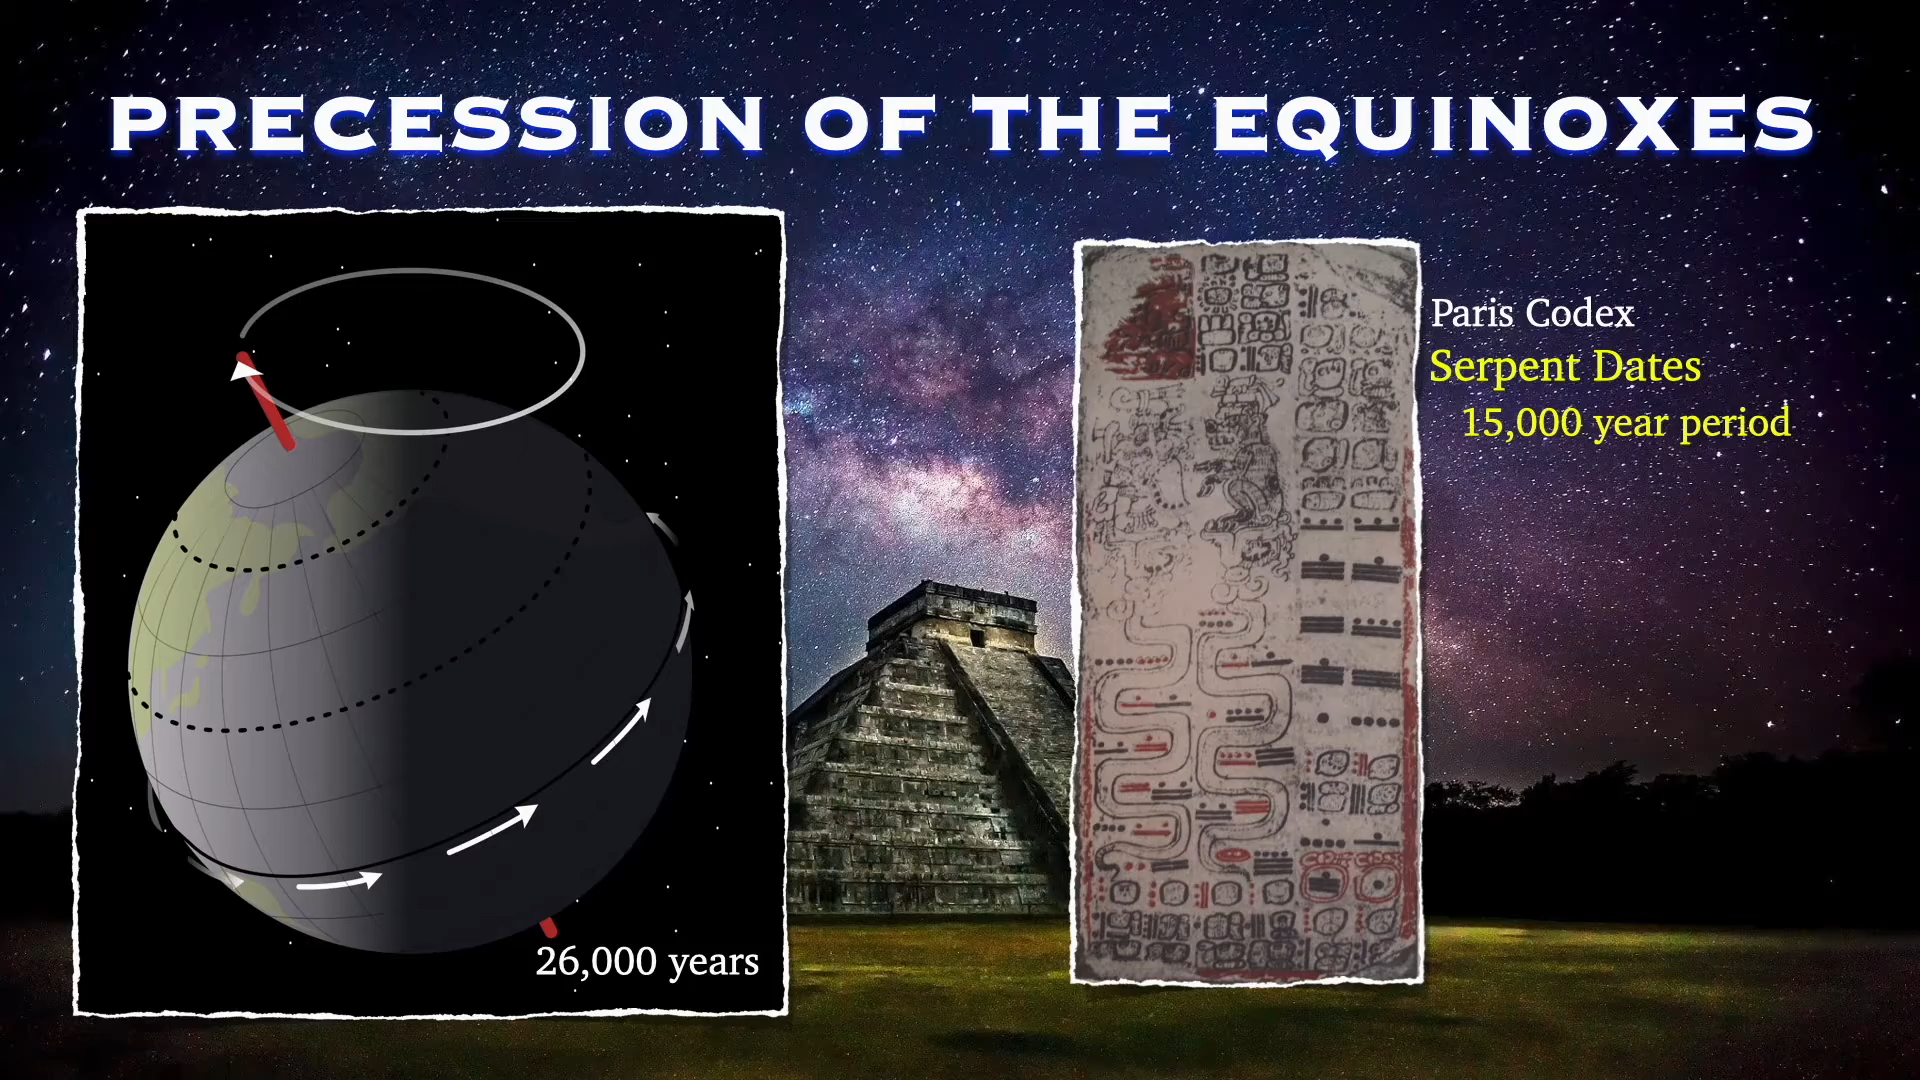 PRECESSION OF THE EQUINOXES
26,000 years
Paris Codex
Serpent Dates
15,000 year period